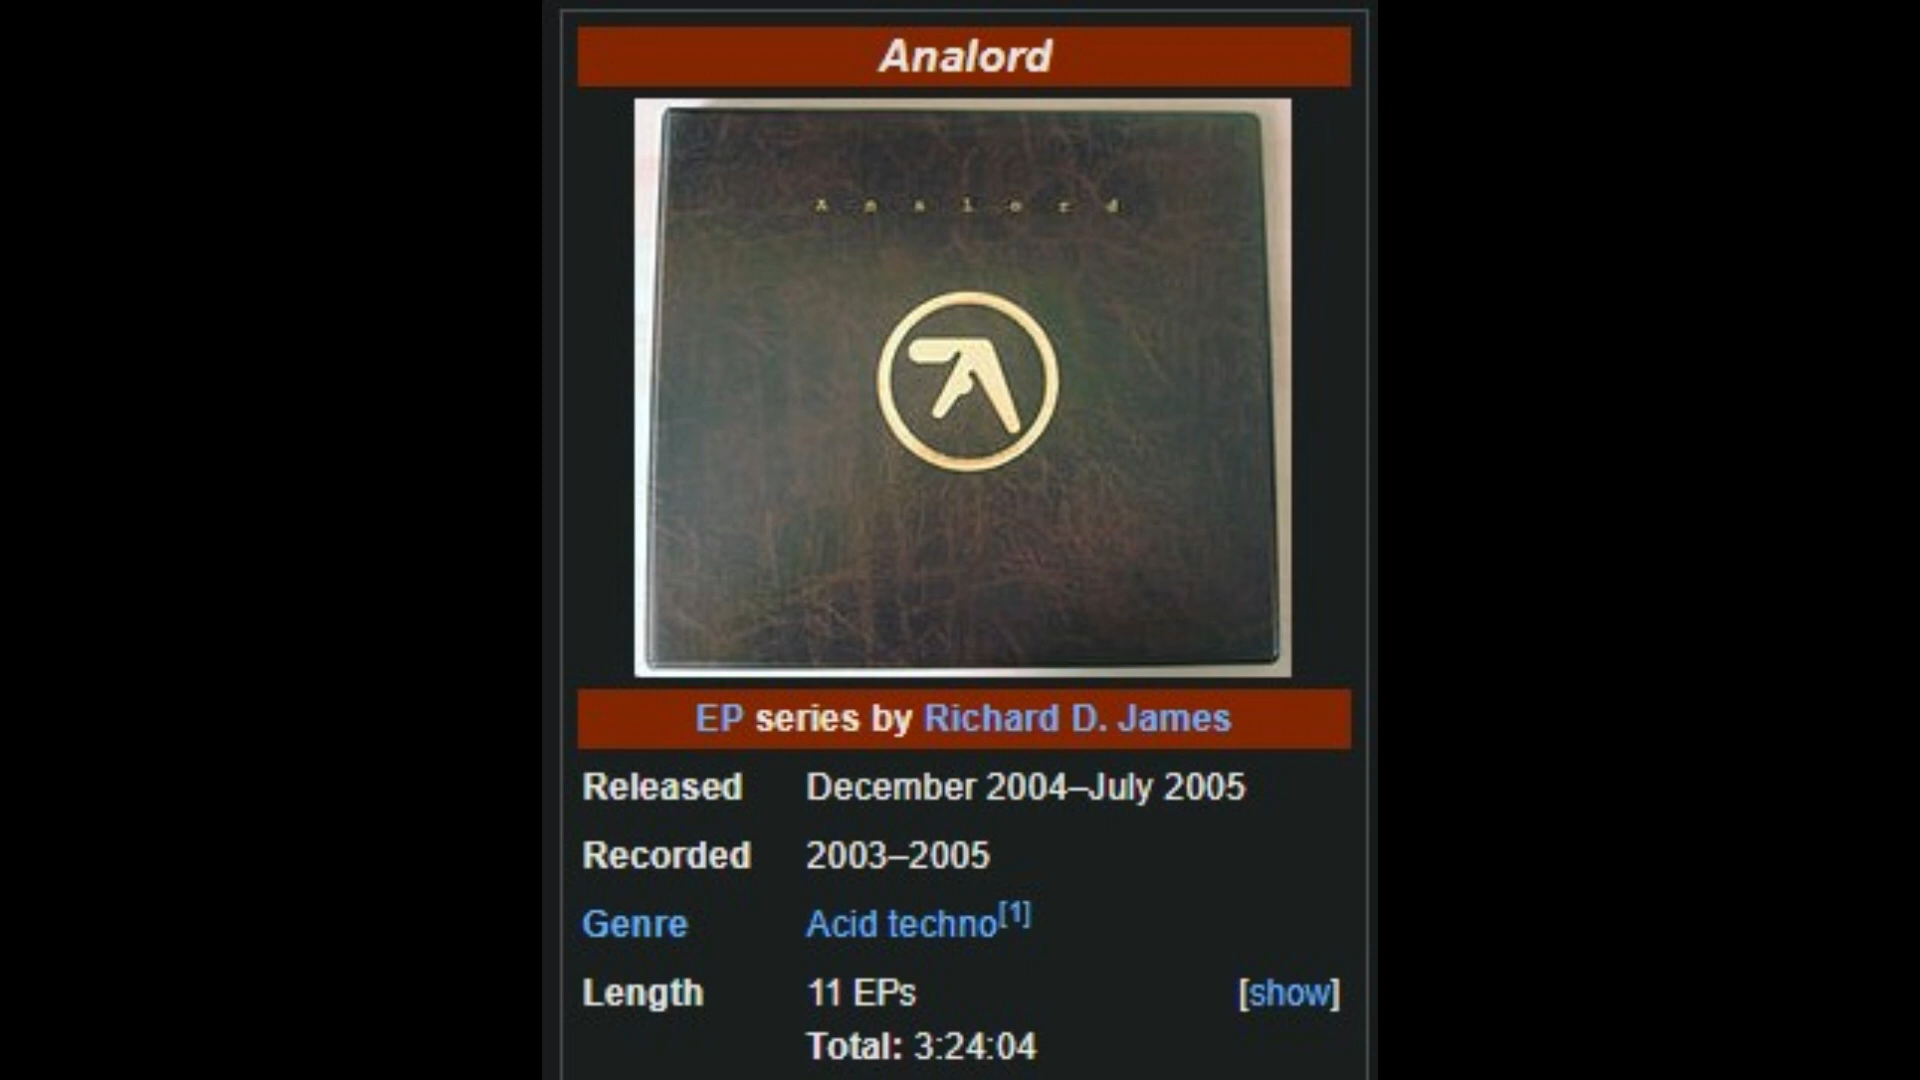 Analord
A n a l o r d
EP series by Richard D. James
Released December 2004–July 2005
Recorded 2003–2005
Genre Acid techno[1]
Length 11 EPs [show]
Total: 3:24:04